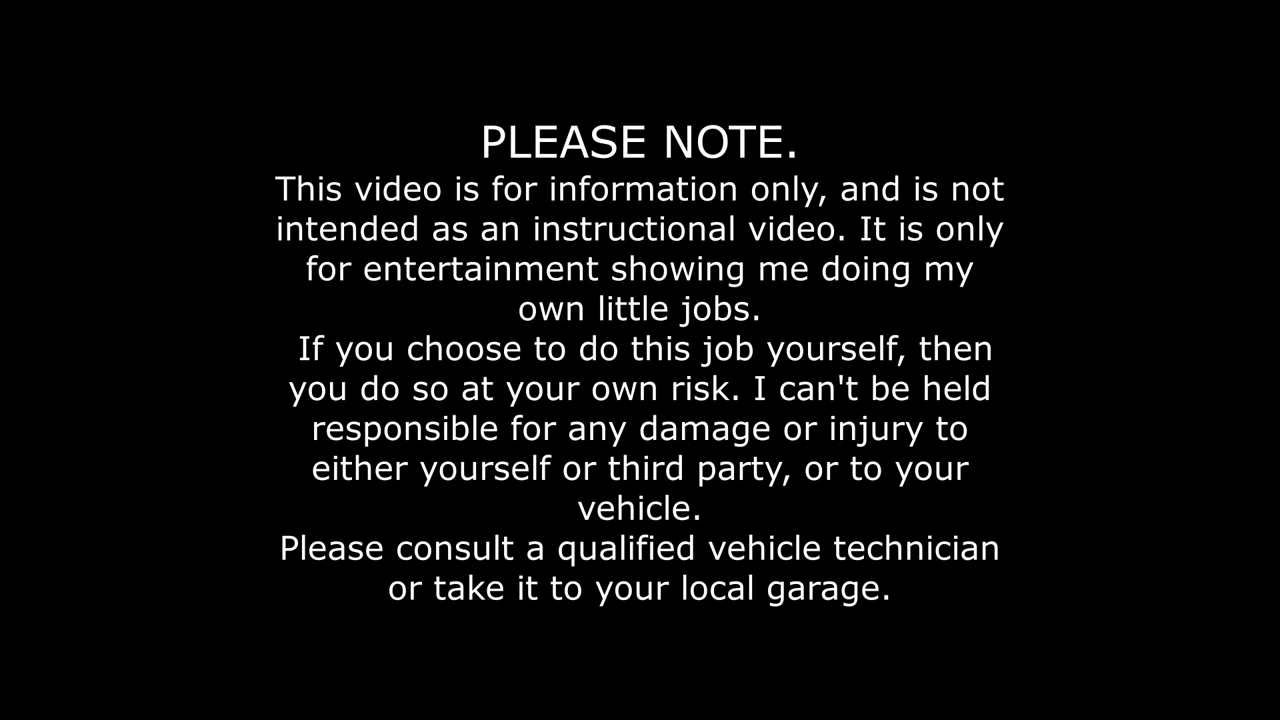 PLEASE NOTE.
This video is for information only, and is not
intended as an instructional video. It is only
for entertainment showing me doing my
own little jobs.
If you choose to do this job yourself, then
you do so at your own risk. I can't be held
responsible for any damage or injury to
either yourself or third party, or to your
vehicle.
Please consult a qualified vehicle technician
or take it to your local garage.